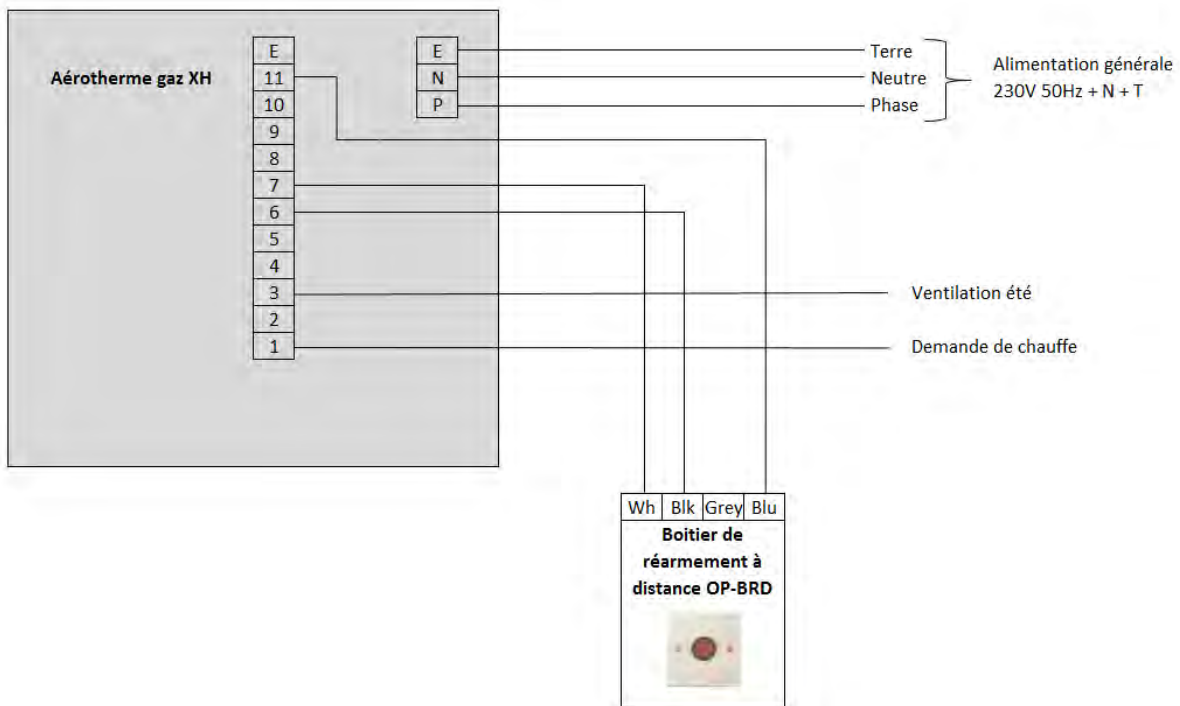 Aérotherme gaz XH
E
11
10
9
8
7
6
5
4
3
2
1
E
N
P
Terre
Neutre
Phase
Alimentation générale
230V 50Hz + N + T
Ventilation été
Demande de chauffe
Wh Blk Grey Blu
Boitier de
réarmement à
distance OP-BRD